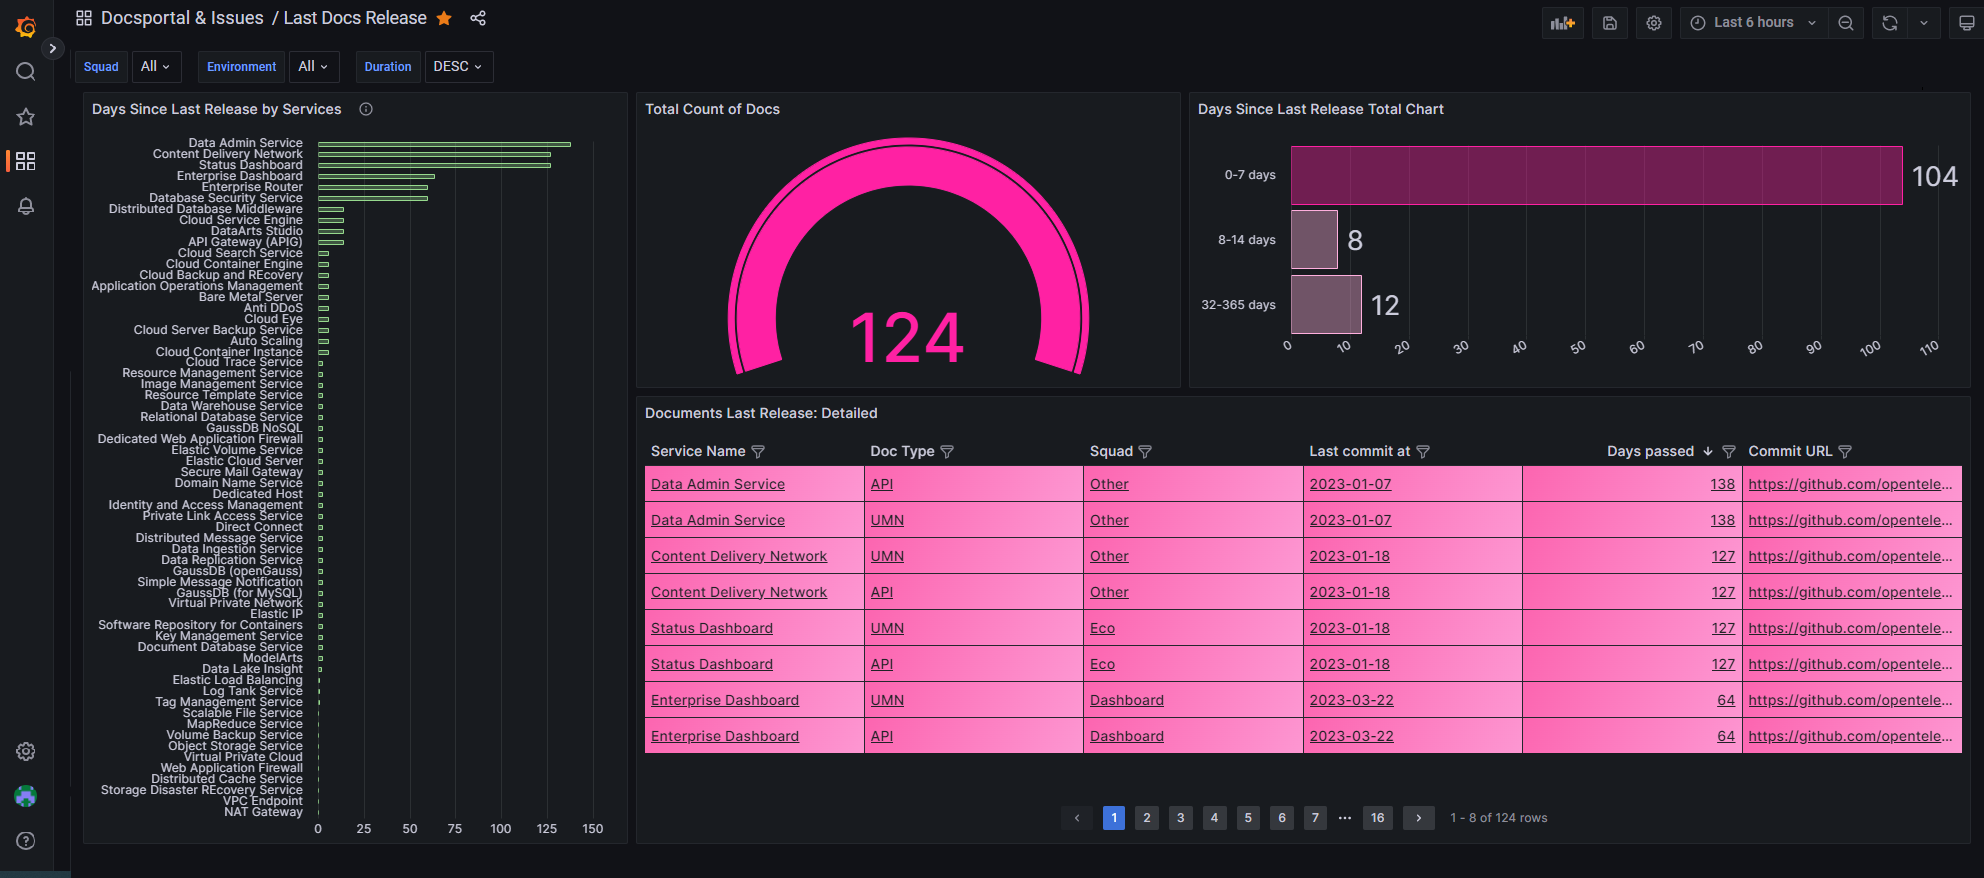 Docsportal & Issues / Last Docs Release
Last 6 hours
Squad All Environment All Duration DESC
Days Since Last Release by Services
Data Admin Service
Content Delivery Network
Status Dashboard
Enterprise Dashboard
Enterprise Router
Database Security Service
Distributed Database Middleware
Cloud Service Engine
DataArts Studio
API Gateway (APIG)
Cloud Search Service
Cloud Container Engine
Cloud Backup and REcovery
Application Operations Management
Bare Metal Server
Anti DDoS
Cloud Eye
Cloud Server Backup Service
Auto Scaling
Cloud Container Instance
Cloud Trace Service
Resource Management Service
Image Management Service
Resource Template Service
Data Warehouse Service
Relational Database Service
GaussDB NoSQL
Dedicated Web Application Firewall
Elastic Volume Service
Elastic Cloud Server
Secure Mail Gateway
Domain Name Service
Dedicated Host
Identity and Access Management
Private Link Access Service
Direct Connect
Distributed Message Service
Data Ingestion Service
Data Replication Service
GaussDB (openGauss)
Simple Message Notification
GaussDB (for MySQL)
Virtual Private Network
Elastic IP
Software Repository for Containers
Key Management Service
Document Database Service
ModelArts
Data Lake Insight
Elastic Load Balancing
Log Tank Service
Tag Management Service
Scalable File Service
MapReduce Service
Volume Backup Service
Object Storage Service
Virtual Private Cloud
Web Application Firewall
Distributed Cache Service
Storage Disaster REcovery Service
VPC Endpoint
NAT Gateway
0 25 50 75 100 125 150
Total Count of Docs
124
Days Since Last Release Total Chart
0-7 days 104
8-14 days 8
32-365 days 12
0 10 20 30 40 50 60 70 80 90 100 110
Documents Last Release: Detailed
Service Name Doc Type Squad Last commit at Days passed Commit URL
Data Admin Service API Other 2023-01-07 138 https://github.com/opentele...
Data Admin Service UMN Other 2023-01-07 138 https://github.com/opentele...
Content Delivery Network UMN Other 2023-01-18 127 https://github.com/opentele...
Content Delivery Network API Other 2023-01-18 127 https://github.com/opentele...
Status Dashboard UMN Eco 2023-01-18 127 https://github.com/opentele...
Status Dashboard API Eco 2023-01-18 127 https://github.com/opentele...
Enterprise Dashboard UMN Dashboard 2023-03-22 64 https://github.com/opentele...
Enterprise Dashboard API Dashboard 2023-03-22 64 https://github.com/opentele...
1 2 3 4 5 6 7 ... 16 1 - 8 of 124 rows